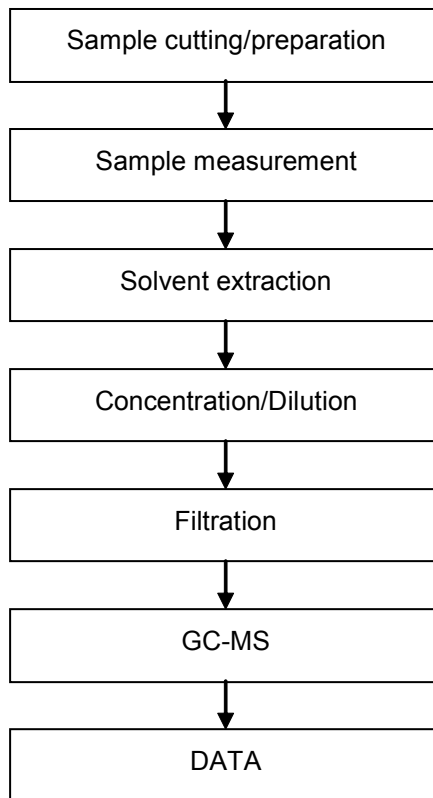 Sample cutting/preparation
Sample measurement
Solvent extraction
Concentration/Dilution
Filtration
GC-MS
DATA